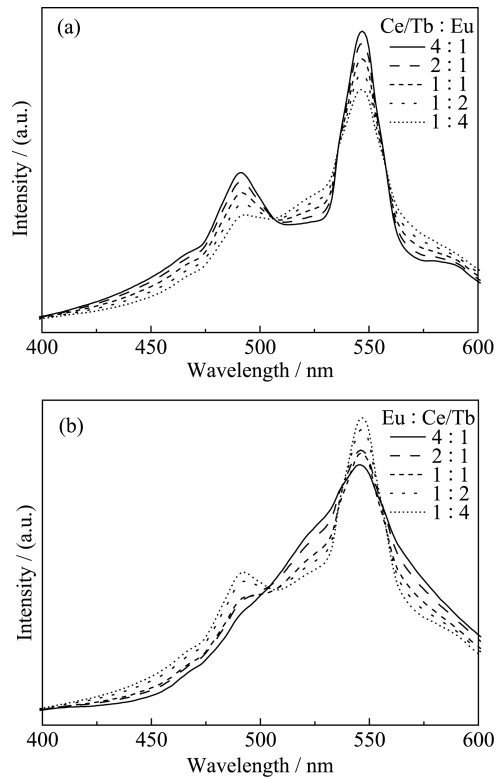 (a)
Ce/Tb : Eu
4 : 1
2 : 1
1 : 1
1 : 2
1 : 4
Intensity / (a.u.)
400 450 500 550 600
Wavelength / nm
(b)
Eu : Ce/Tb
4 : 1
2 : 1
1 : 1
1 : 2
1 : 4
Intensity / (a.u.)
400 450 500 550 600
Wavelength / nm